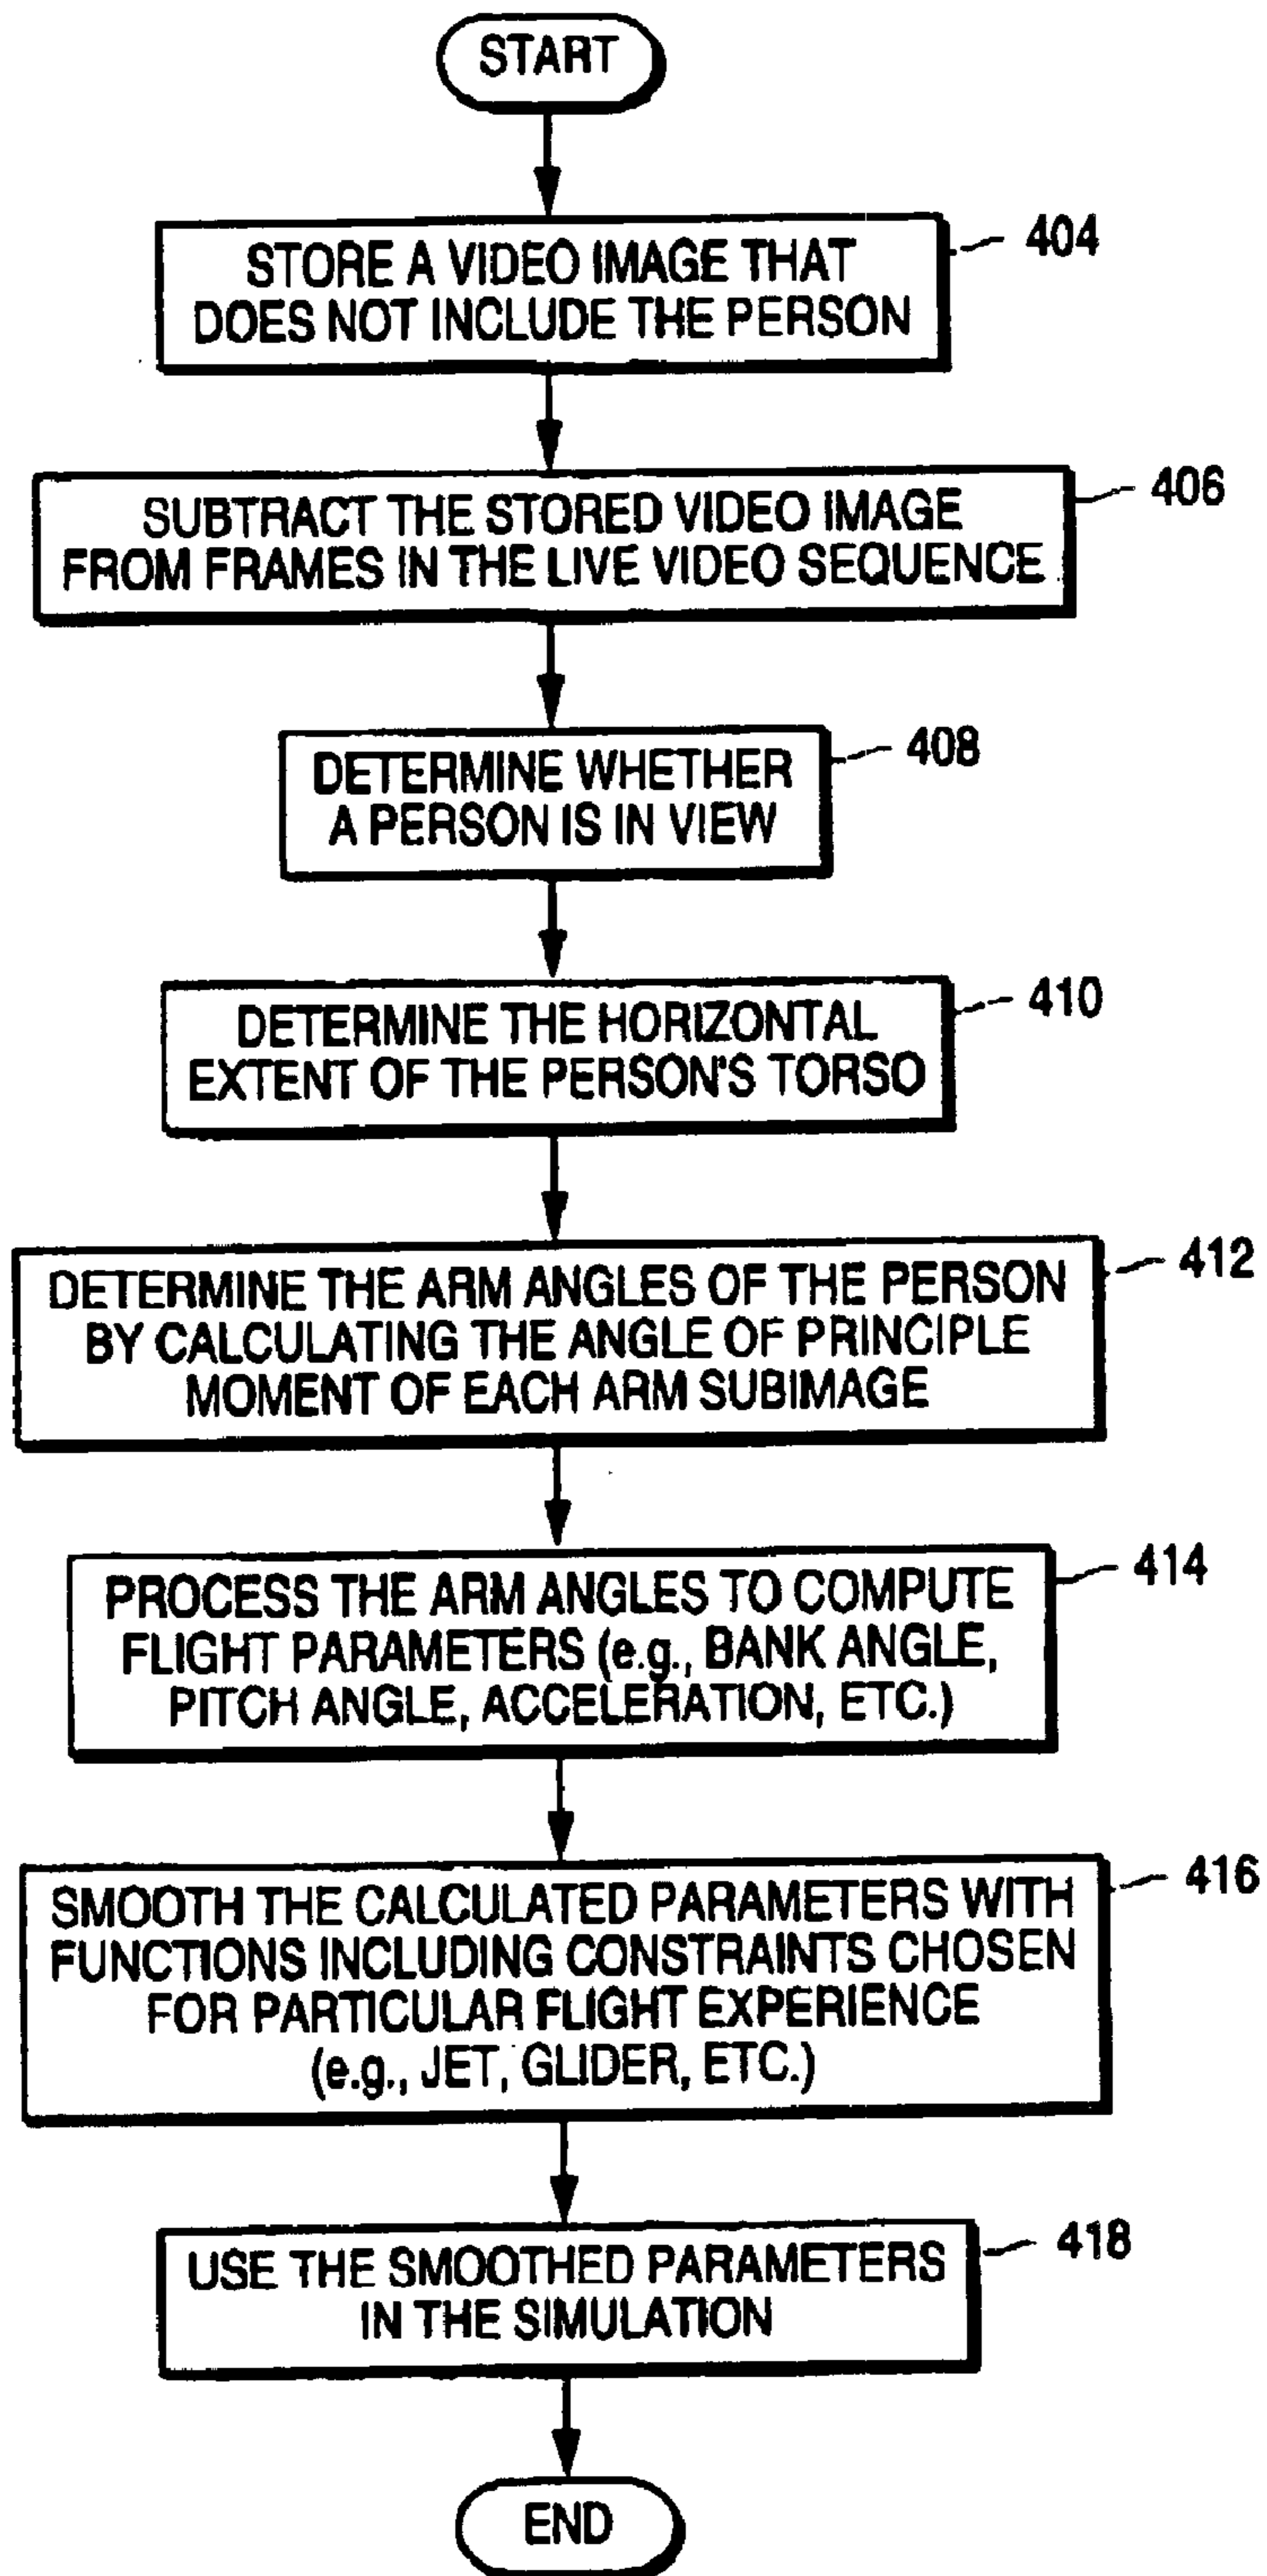 START
404
STORE A VIDEO IMAGE THAT
DOES NOT INCLUDE THE PERSON
406
SUBTRACT THE STORED VIDEO IMAGE
FROM FRAMES IN THE LIVE VIDEO SEQUENCE
408
DETERMINE WHETHER
A PERSON IS IN VIEW
410
DETERMINE THE HORIZONTAL
EXTENT OF THE PERSON'S TORSO
412
DETERMINE THE ARM ANGLES OF THE PERSON
BY CALCULATING THE ANGLE OF PRINCIPLE
MOMENT OF EACH ARM SUBIMAGE
414
PROCESS THE ARM ANGLES TO COMPUTE
FLIGHT PARAMETERS (e.g., BANK ANGLE,
PITCH ANGLE, ACCELERATION, ETC.)
416
SMOOTH THE CALCULATED PARAMETERS WITH
FUNCTIONS INCLUDING CONSTRAINTS CHOSEN
FOR PARTICULAR FLIGHT EXPERIENCE
(e.g., JET, GLIDER, ETC.)
418
USE THE SMOOTHED PARAMETERS
IN THE SIMULATION
END